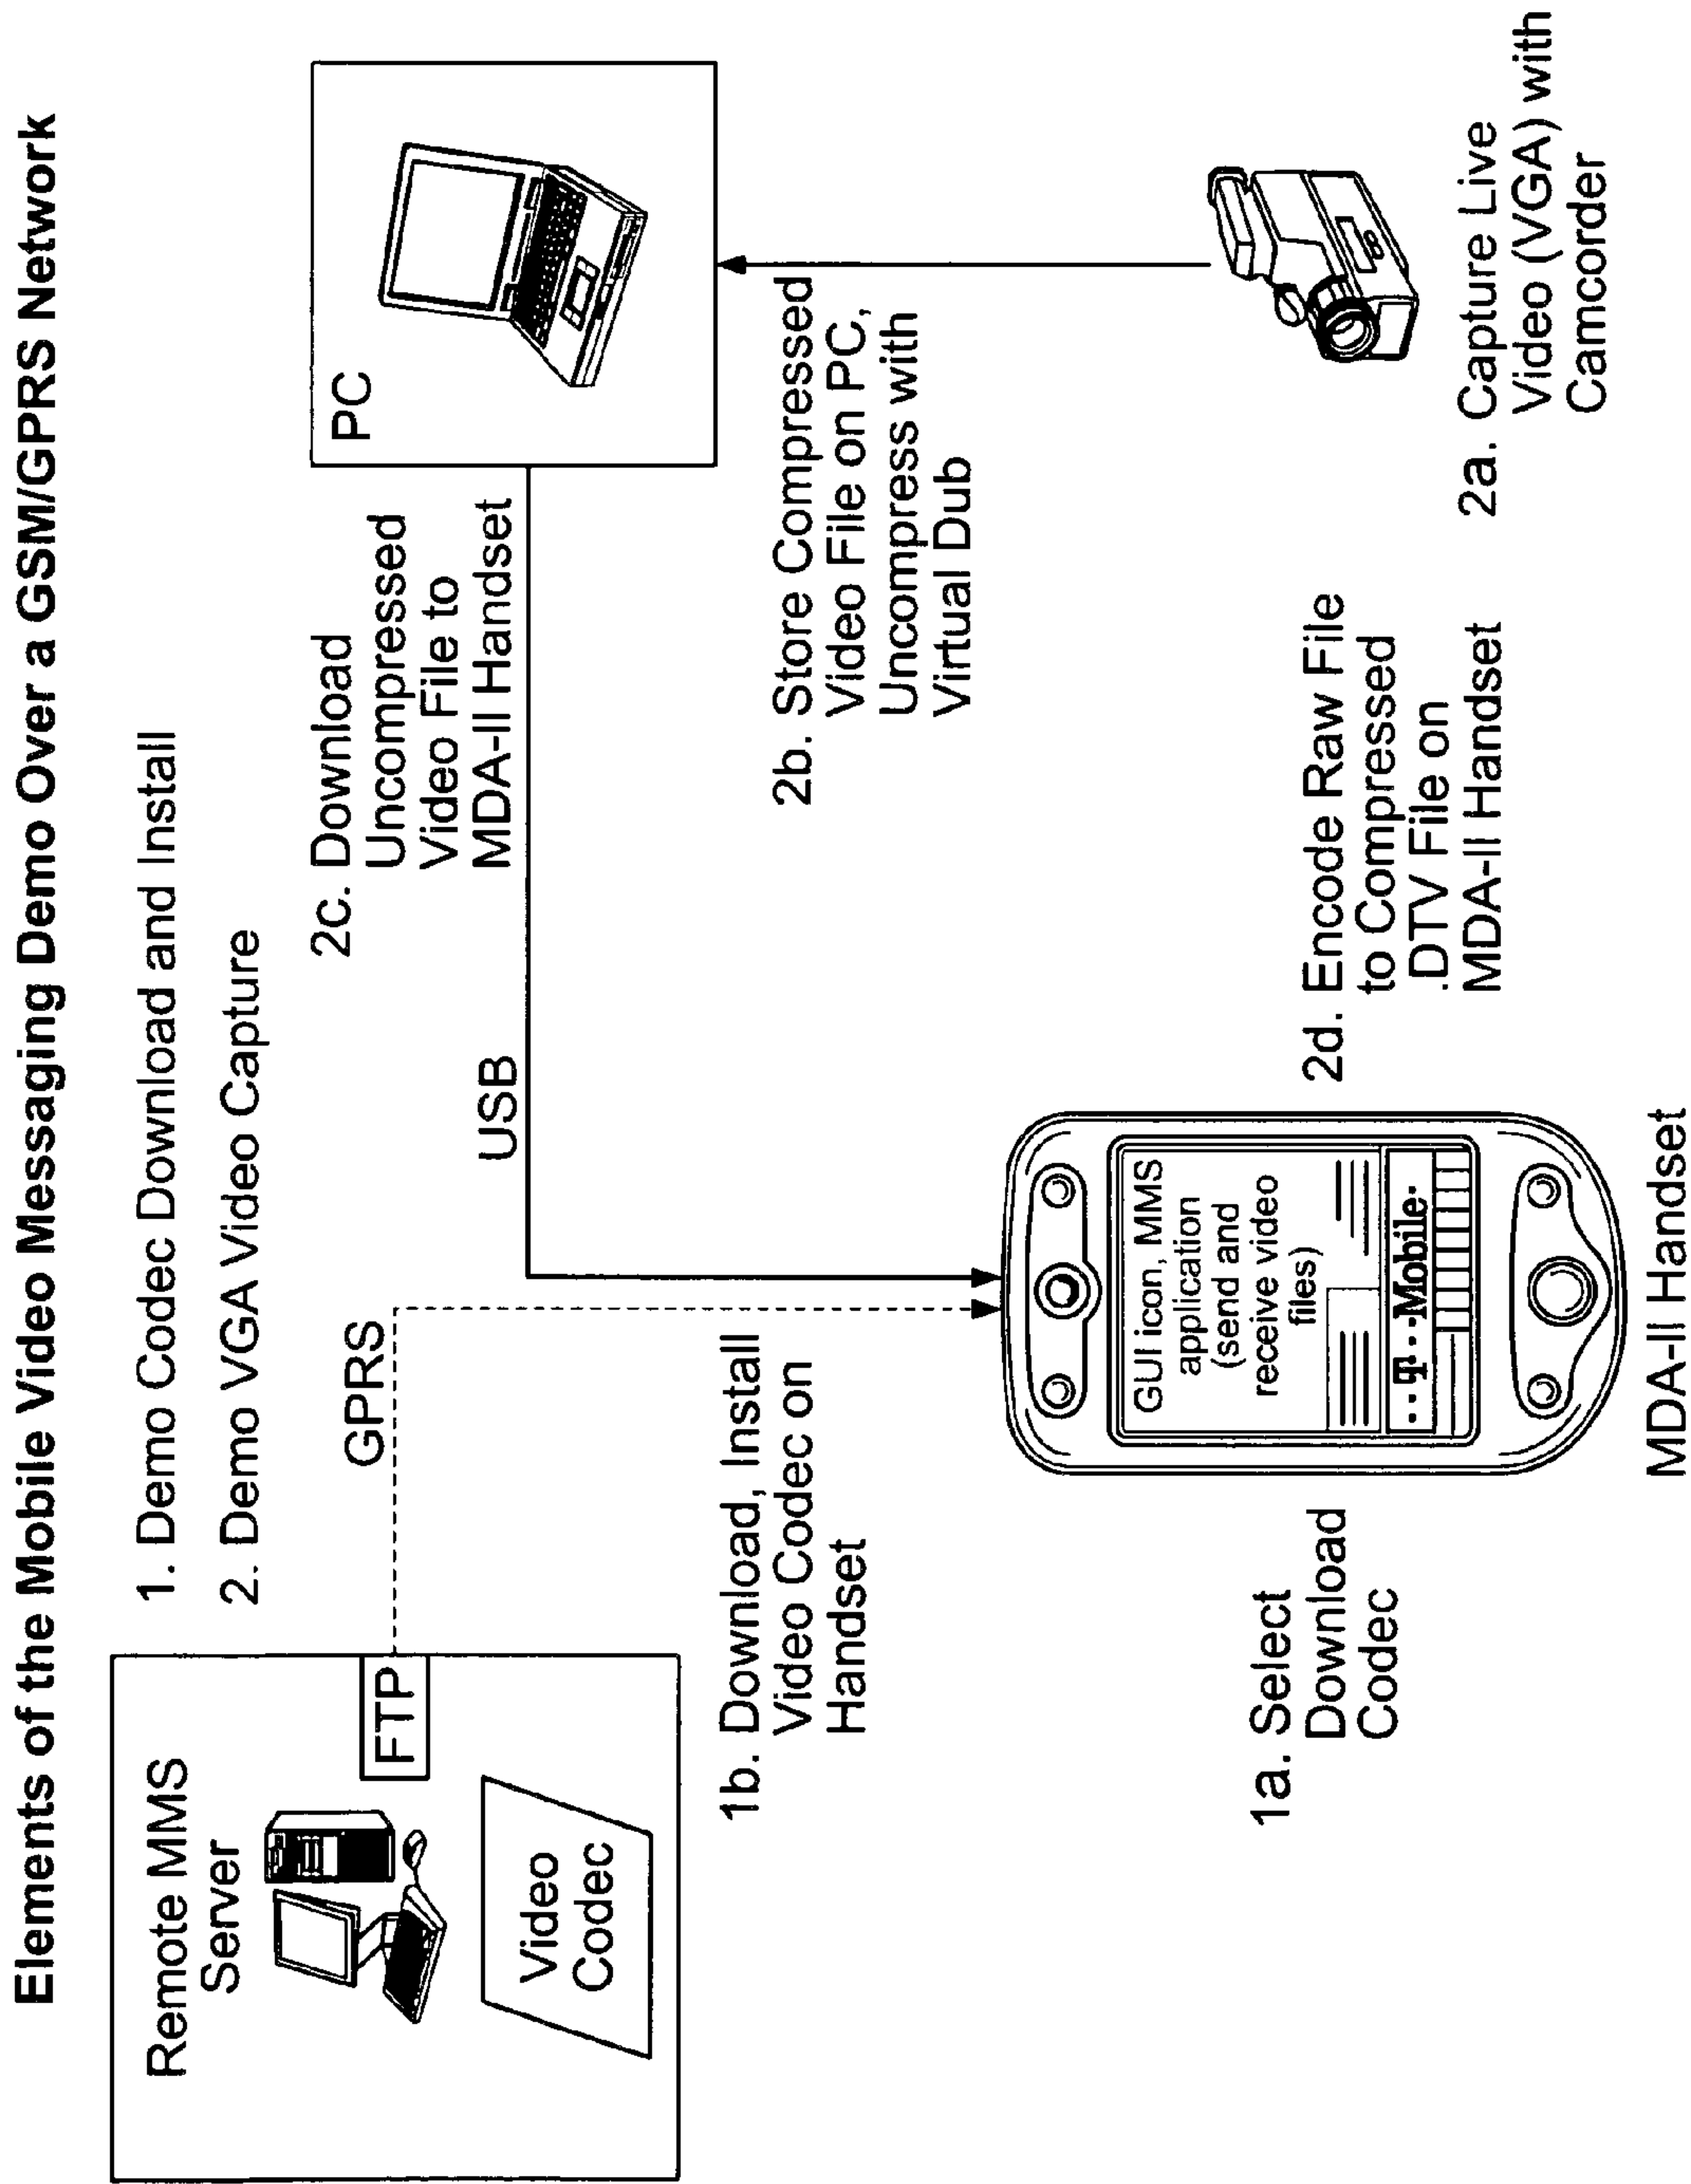 Elements of the Mobile Video Messaging Demo Over a GSM/GPRS Network
1. Demo Codec Download and Install
2. Demo VGA Video Capture
Remote MMS
Server
FTP
Video
Codec
GPRS
USB
PC
2c. Download
Uncompressed
Video File to
MDA-II Handset
1b. Download, Install
Video Codec on
Handset
2b. Store Compressed
Video File on PC,
Uncompress with
Virtual Dub
1a. Select
Download
Codec
GUI icon, MMS
application
(send and
receive video
files)
...T...Mobile.
MDA-II Handset
2d. Encode Raw File
to Compressed
.DTV File on
MDA-II Handset
2a. Capture Live
Video (VGA) with
Camcorder